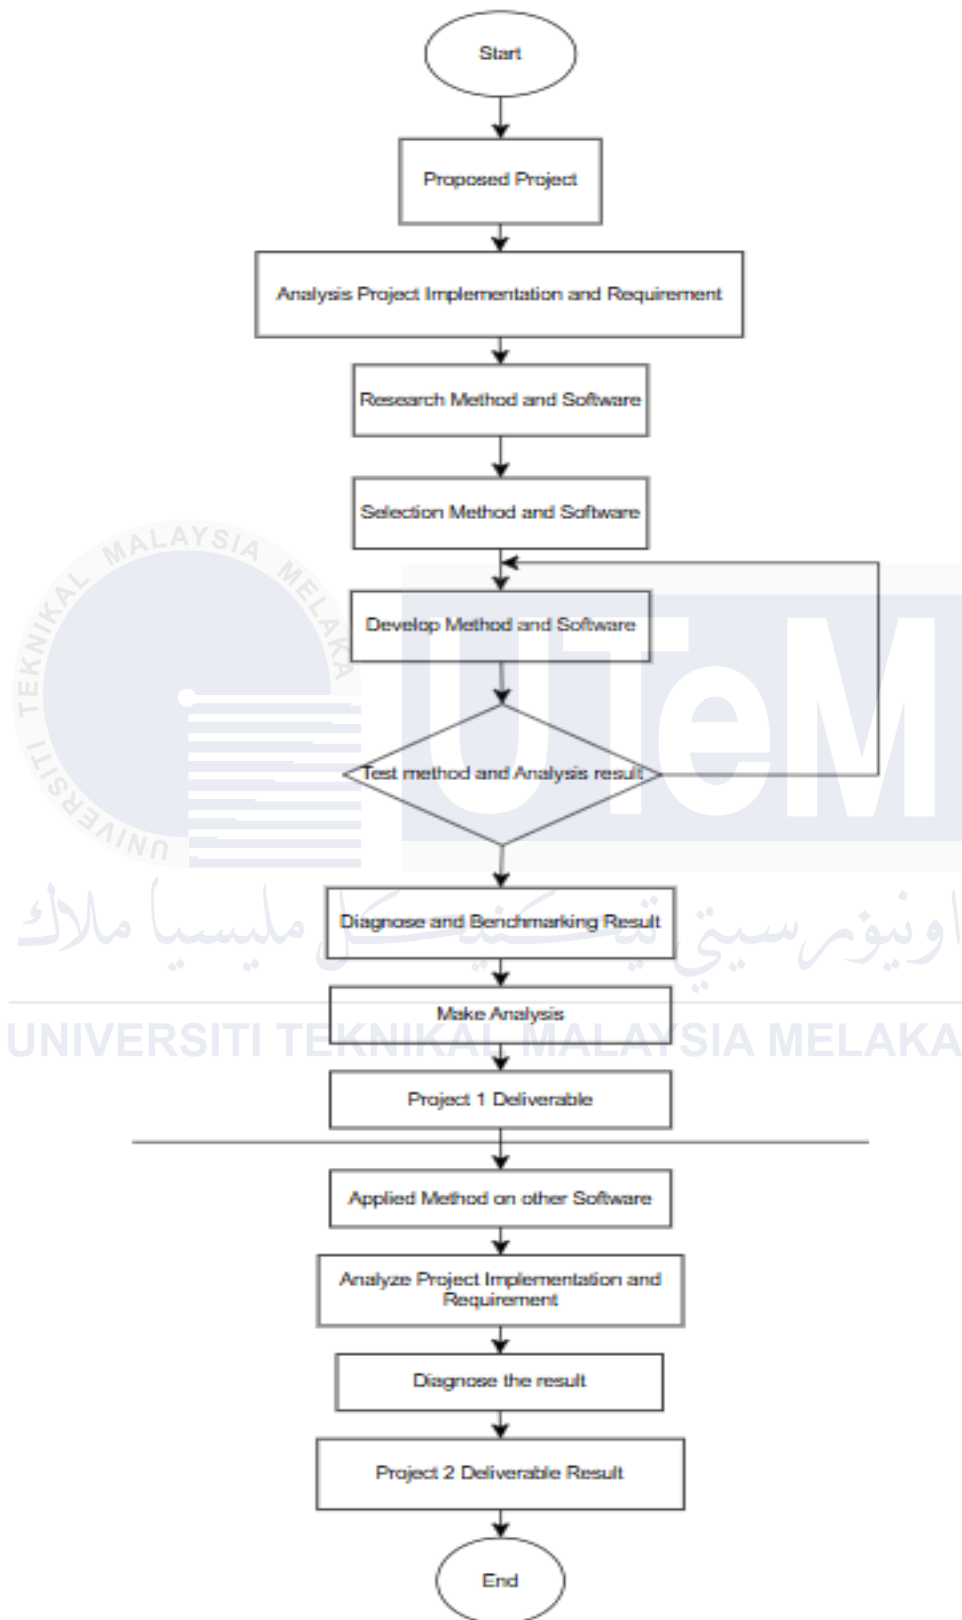 Start
Proposed Project
Analysis Project Implementation and Requirement
Research Method and Software
Selection Method and Software
UNIVERSITI TEKNIKAL MALAYSIA MELAKA
Develop Method and Software
UTeM
Test method and Analysis result
Diagnose and Benchmarking Result
اونيۏرسيتي تيكنيكل مليسيا ملاك
Make Analysis
UNIVERSITI TEKNIKAL MALAYSIA MELAKA
Project 1 Deliverable
Applied Method on other Software
Analyze Project Implementation and
Requirement
Diagnose the result
Project 2 Deliverable Result
End